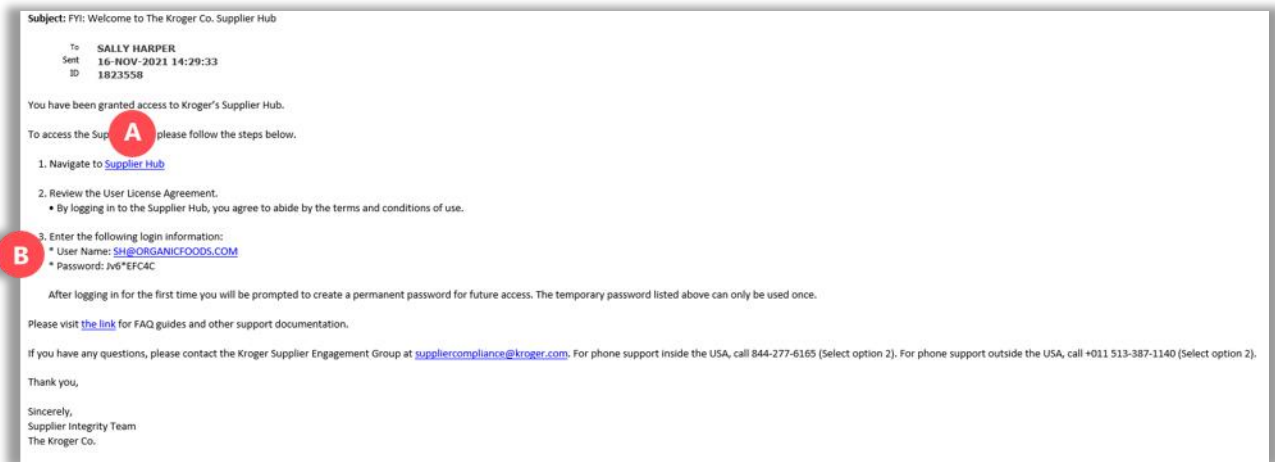 Subject: FYI: Welcome to The Kroger Co. Supplier Hub
To SALLY HARPER
Sent 16-NOV-2021 14:29:33
ID 1823558
You have been granted access to Kroger's Supplier Hub.
To access the Sup A please follow the steps below.
1. Navigate to Supplier Hub
2. Review the User License Agreement.
• By logging in to the Supplier Hub, you agree to abide by the terms and conditions of use.
3. Enter the following login information:
B
* User Name: SH@ORGANICFOODS.COM
* Password: Jv6*EFC4C
After logging in for the first time you will be prompted to create a permanent password for future access. The temporary password listed above can only be used once.
Please visit the link for FAQ guides and other support documentation.
If you have any questions, please contact the Kroger Supplier Engagement Group at suppliercompliance@kroger.com. For phone support inside the USA, call 844-277-6165 (Select option 2). For phone support outside the USA, call +011 513-387-1140 (Select option 2).
Thank you,
Sincerely,
Supplier Integrity Team
The Kroger Co.